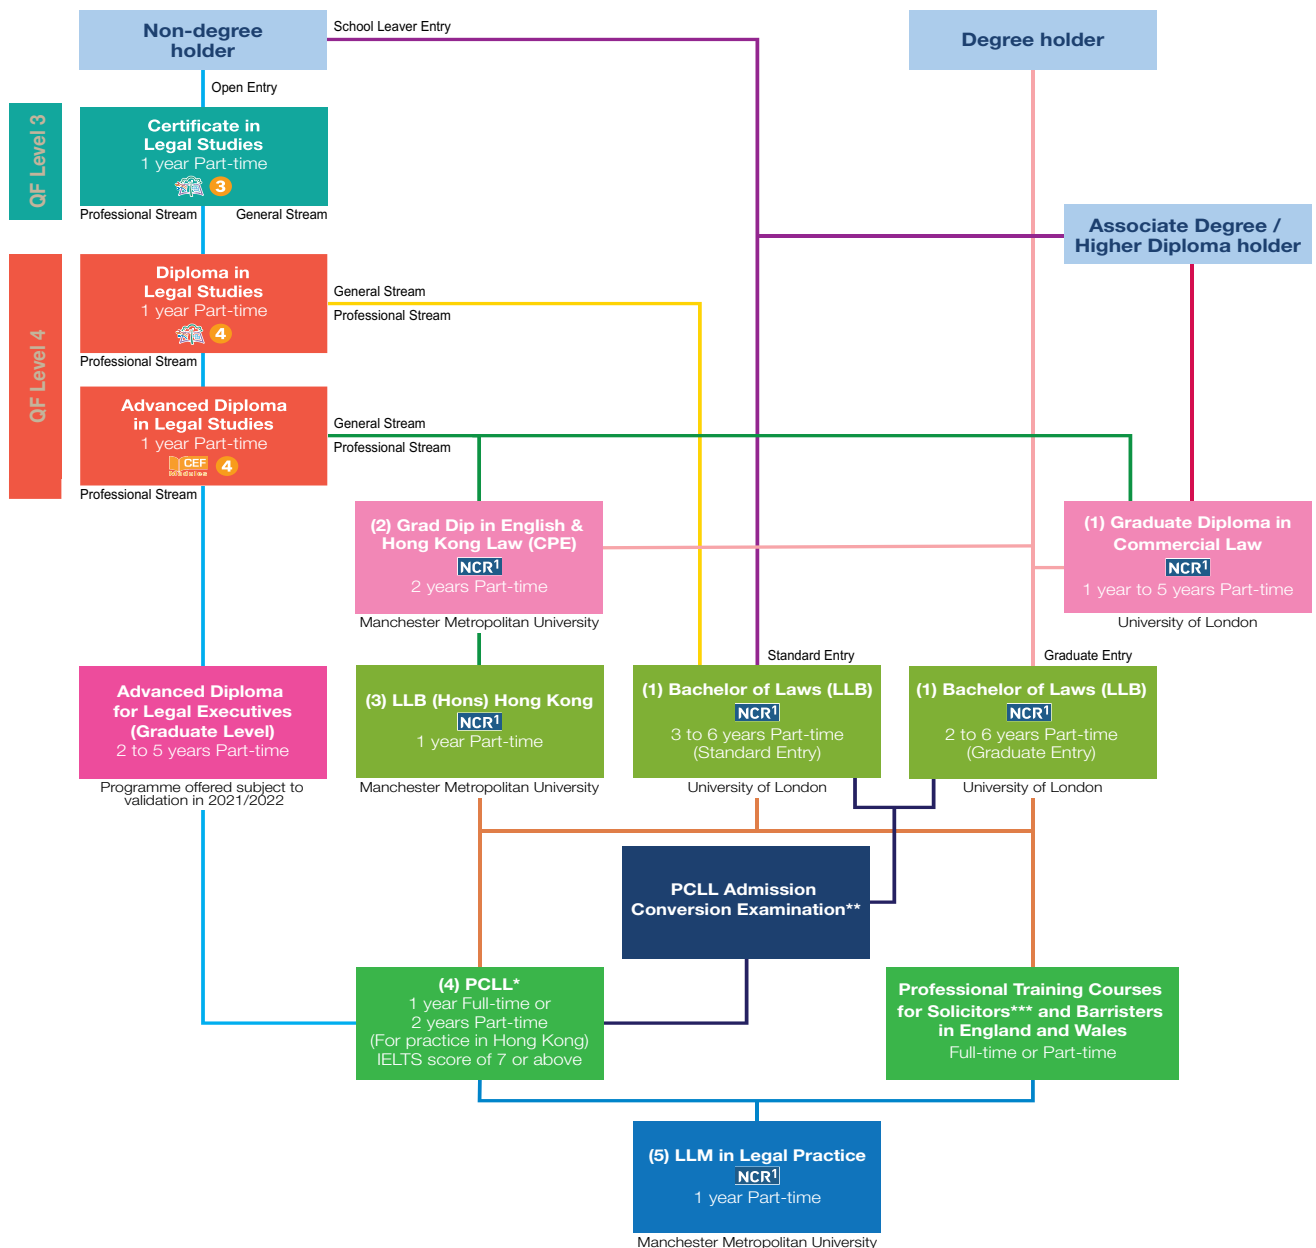 Non-degree
holder
School Leaver Entry
Degree holder
Open Entry
QF Level 3
Certificate in
Legal Studies
1 year Part-time
3
Professional Stream
General Stream
Associate Degree /
Higher Diploma holder
QF Level 4
Diploma in
Legal Studies
1 year Part-time
4
General Stream
Professional Stream
Professional Stream
Advanced Diploma
in Legal Studies
1 year Part-time
CEF
Modules
4
General Stream
Professional Stream
Professional Stream
(2) Grad Dip in English &
Hong Kong Law (CPE)
NCR1
2 years Part-time
Manchester Metropolitan University
(1) Graduate Diploma in
Commercial Law
NCR1
1 year to 5 years Part-time
University of London
Standard Entry
Graduate Entry
Advanced Diploma
for Legal Executives
(Graduate Level)
2 to 5 years Part-time
Programme offered subject to
validation in 2021/2022
(3) LLB (Hons) Hong Kong
NCR1
1 year Part-time
Manchester Metropolitan University
(1) Bachelor of Laws (LLB)
NCR1
3 to 6 years Part-time
(Standard Entry)
University of London
(1) Bachelor of Laws (LLB)
NCR1
2 to 6 years Part-time
(Graduate Entry)
University of London
PCLL Admission
Conversion Examination**
(4) PCLL*
1 year Full-time or
2 years Part-time
(For practice in Hong Kong)
IELTS score of 7 or above
Professional Training Courses
for Solicitors*** and Barristers
in England and Wales
Full-time or Part-time
(5) LLM in Legal Practice
NCR1
1 year Part-time
Manchester Metropolitan University